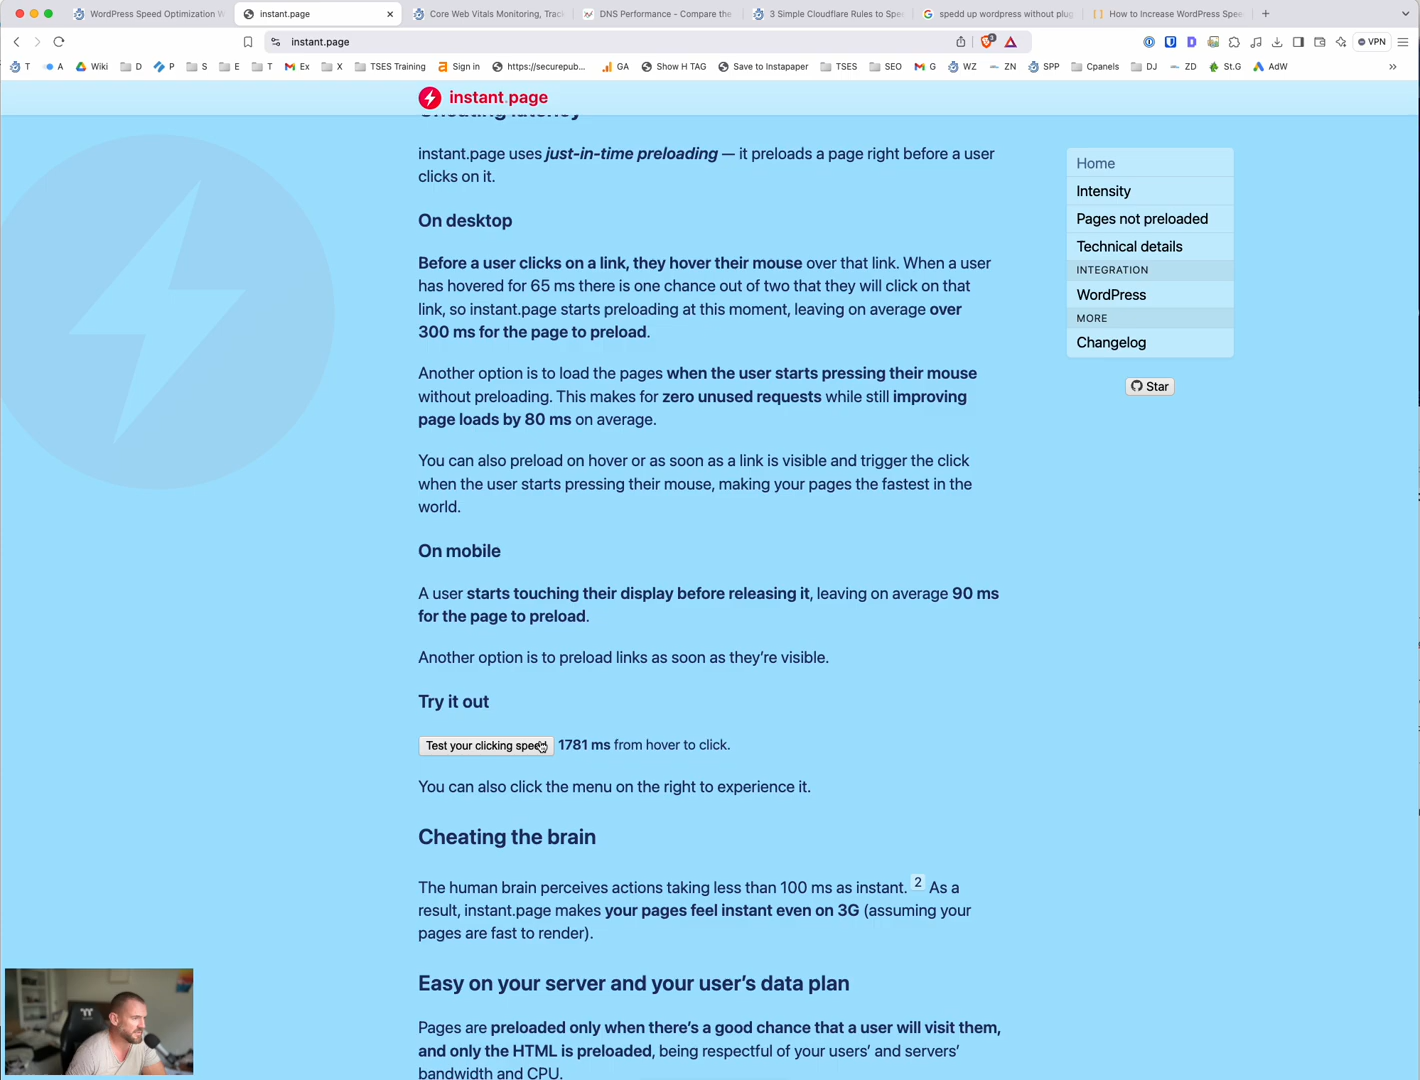 WordPress Speed Optimization W
instant.page
Core Web Vitals Monitoring, Track
DNS Performance - Compare the
3 Simple Cloudflare Rules to Spe
spedd up wordpress without plug
How to Increase WordPress Spee
instant.page
VPN
T
A
Wiki
D
P
S
E
T
Ex
X
TSES Training
Sign in
https://securepub...
GA
Show H TAG
Save to Instapaper
TSES
SEO
G
WZ
ZN
SPP
Cpanels
DJ
ZD
St.G
AdW
instant.page
Cheating latency
instant.page uses just-in-time preloading — it preloads a page right before a user
clicks on it.
On desktop
Before a user clicks on a link, they hover their mouse over that link. When a user
has hovered for 65 ms there is one chance out of two that they will click on that
link, so instant.page starts preloading at this moment, leaving on average over
300 ms for the page to preload.
Another option is to load the pages when the user starts pressing their mouse
without preloading. This makes for zero unused requests while still improving
page loads by 80 ms on average.
You can also preload on hover or as soon as a link is visible and trigger the click
when the user starts pressing their mouse, making your pages the fastest in the
world.
On mobile
A user starts touching their display before releasing it, leaving on average 90 ms
for the page to preload.
Another option is to preload links as soon as they’re visible.
Try it out
Test your clicking speed 1781 ms from hover to click.
You can also click the menu on the right to experience it.
Cheating the brain
The human brain perceives actions taking less than 100 ms as instant. 2 As a
result, instant.page makes your pages feel instant even on 3G (assuming your
pages are fast to render).
Easy on your server and your user’s data plan
Pages are preloaded only when there’s a good chance that a user will visit them,
and only the HTML is preloaded, being respectful of your users’ and servers’
bandwidth and CPU.
Home
Intensity
Pages not preloaded
Technical details
INTEGRATION
WordPress
MORE
Changelog
Star